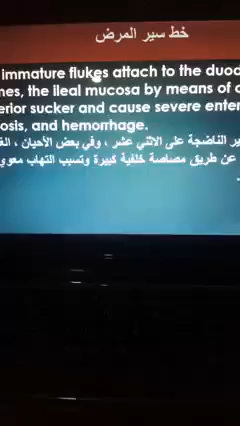 خط سير المرض
immature flukes attach to the duod
nes, the ileal mucosa by means of a
erior sucker and cause severe enter
osis, and hemorrhage.
ير الناضجة على الاثني عشر ، وفي بعض الأحيان ، الغ
عن طريق مصاصة خلفية كبيرة وتسبب التهاب معوي